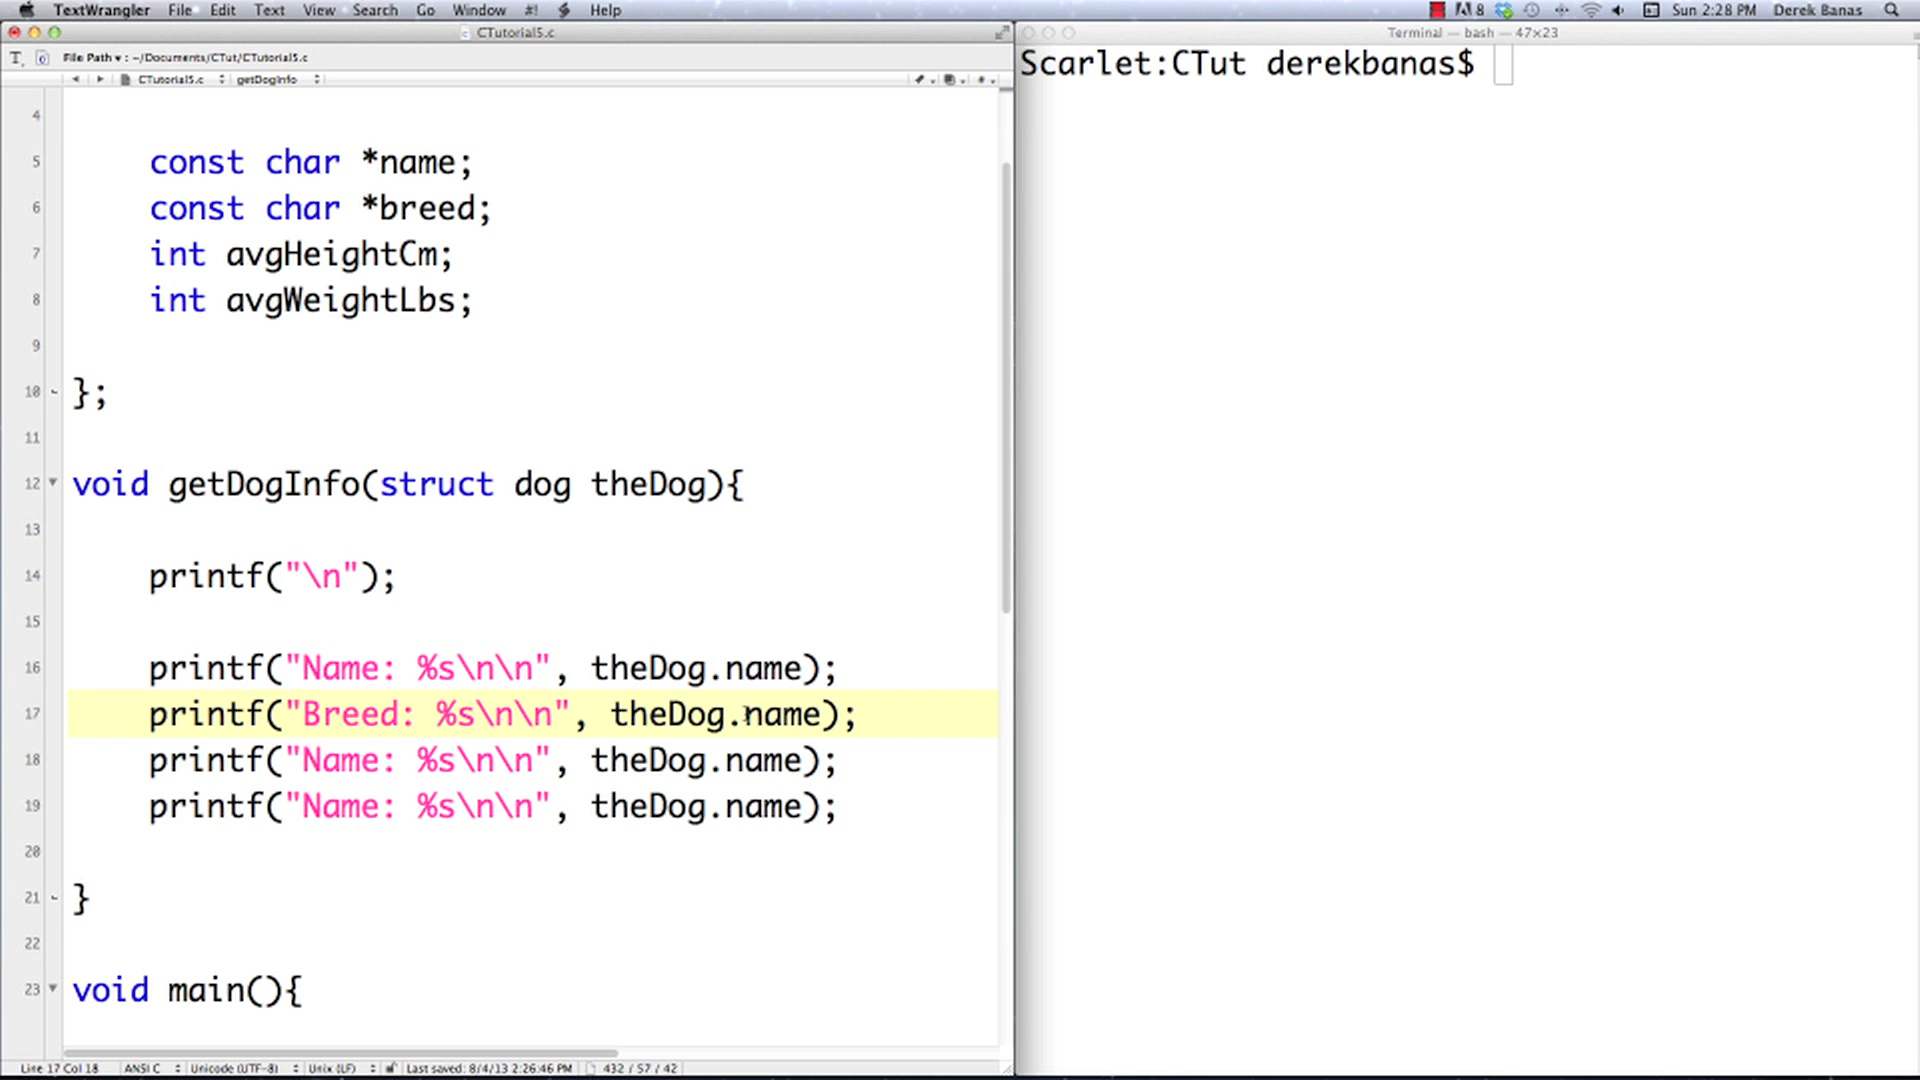 TextWrangler File Edit Text View Search Go Window #! Help
8 Sun 2:28 PM Derek Banas
CTutorial5.c
File Path ▾ : ~/Documents/CTut/CTutorial5.c
CTutorial5.c getDogInfo
4
5 const char *name;
6 const char *breed;
7 int avgHeightCm;
8 int avgWeightLbs;
9
10 };
11
12 void getDogInfo(struct dog theDog){
13
14 printf("\n");
15
16 printf("Name: %s\n\n", theDog.name);
17 printf("Breed: %s\n\n", theDog.name);
18 printf("Name: %s\n\n", theDog.name);
19 printf("Name: %s\n\n", theDog.name);
20
21 }
22
23 void main(){
Line 17 Col 18 ANSI C Unicode (UTF-8) Unix (LF) Last saved: 8/4/13 2:26:46 PM 432 / 57 / 42
Terminal — bash — 47×23
Scarlet:CTut derekbanas$